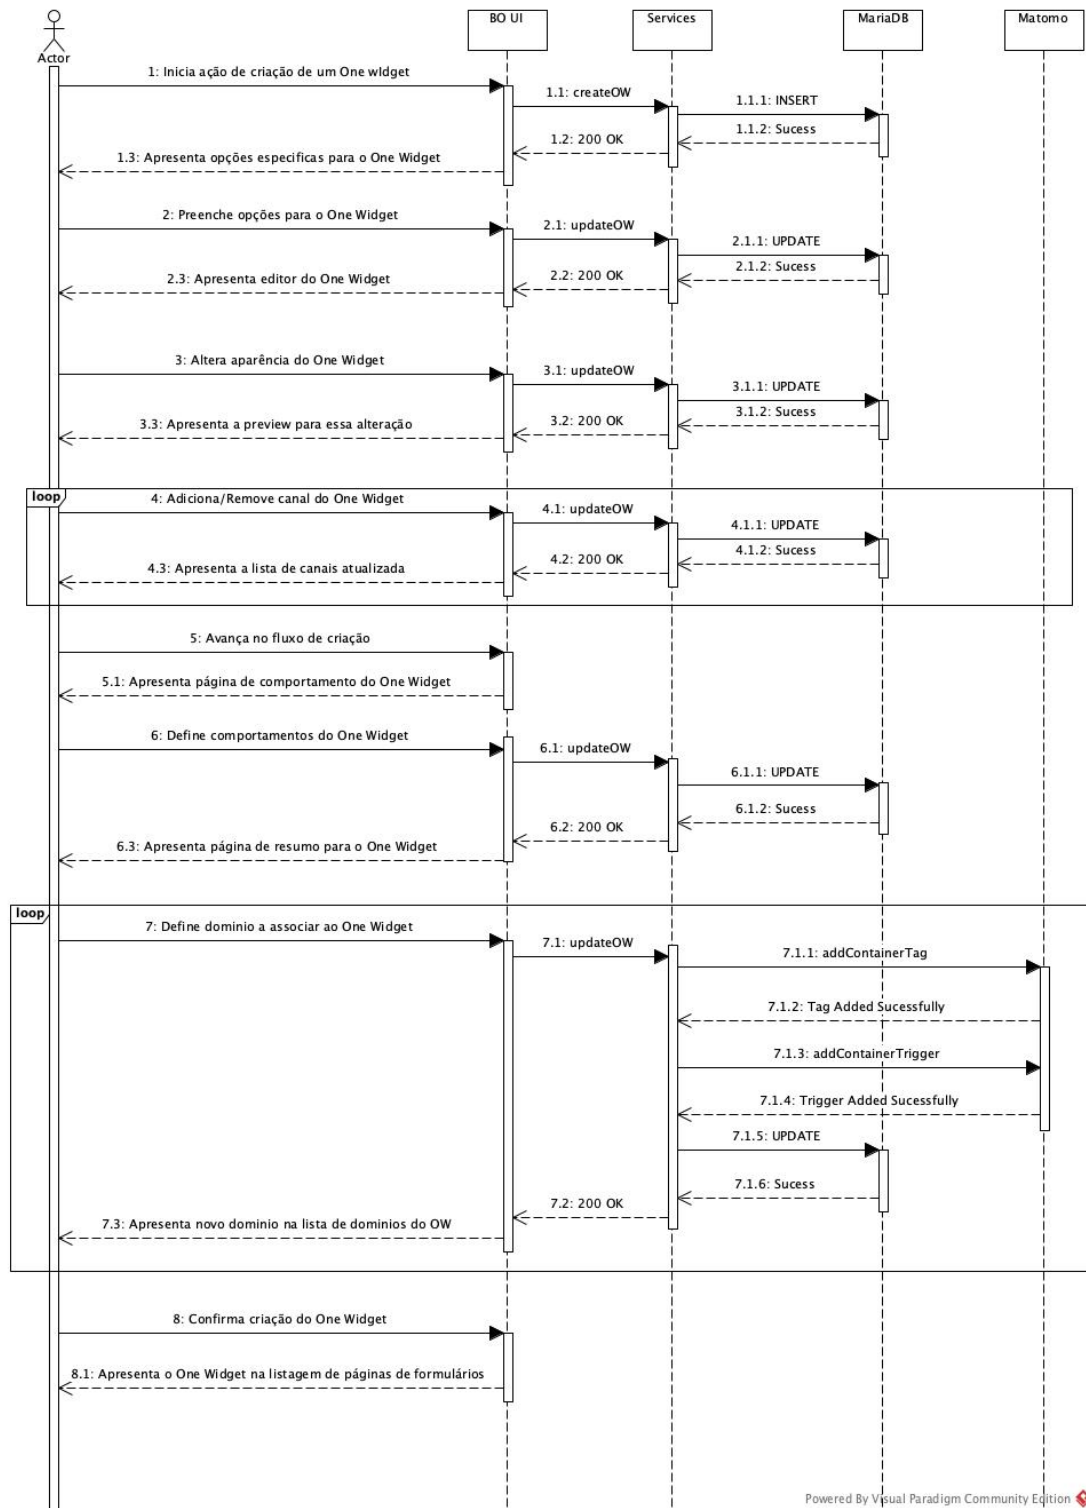 BO UI
Services
MariaDB
Matomo
Actor
1: Inicia ação de criação de um One wIdget
1.1: createOW
1.1.1: INSERT
1.1.2: Sucess
1.2: 200 OK
1.3: Apresenta opções especificas para o One Widget
2: Preenche opções para o One Widget
2.1: updateOW
2.1.1: UPDATE
2.1.2: Sucess
2.2: 200 OK
2.3: Apresenta editor do One Widget
3: Altera aparência do One Widget
3.1: updateOW
3.1.1: UPDATE
3.1.2: Sucess
3.2: 200 OK
3.3: Apresenta a preview para essa alteração
loop
4: Adiciona/Remove canal do One Widget
4.1: updateOW
4.1.1: UPDATE
4.1.2: Sucess
4.2: 200 OK
4.3: Apresenta a lista de canais atualizada
5: Avança no fluxo de criação
5.1: Apresenta página de comportamento do One Widget
6: Define comportamentos do One Widget
6.1: updateOW
6.1.1: UPDATE
6.1.2: Sucess
6.2: 200 OK
6.3: Apresenta página de resumo para o One Widget
loop
7: Define dominio a associar ao One Widget
7.1: updateOW
7.1.1: addContainerTag
7.1.2: Tag Added Sucessfully
7.1.3: addContainerTrigger
7.1.4: Trigger Added Sucessfully
7.1.5: UPDATE
7.1.6: Sucess
7.2: 200 OK
7.3: Apresenta novo dominio na lista de dominios do OW
8: Confirma criação do One Widget
8.1: Apresenta o One Widget na listagem de páginas de formulários
Powered By Visual Paradigm Community Edition